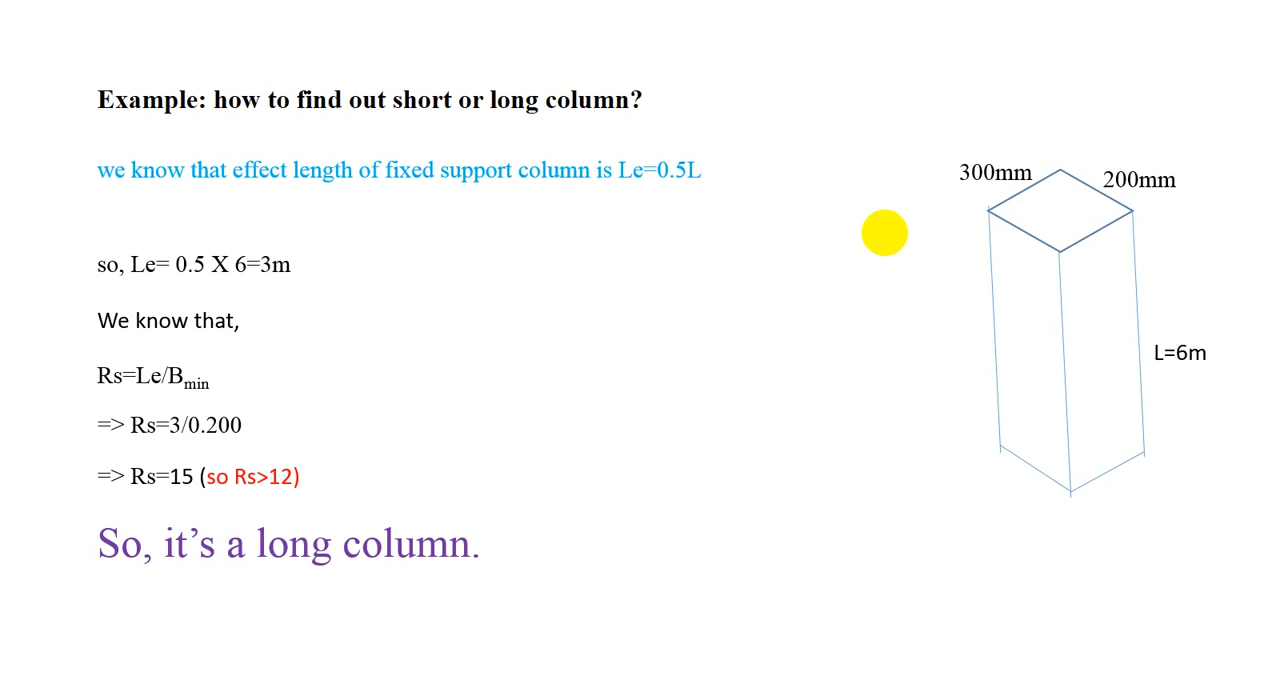 Example: how to find out short or long column?
we know that effect length of fixed support column is Le=0.5L
300mm
200mm
so, Le= 0.5 X 6=3m
We know that,
L=6m
Rs=Le/Bmin
=> Rs=3/0.200
=> Rs=15 (so Rs>12)
So, it’s a long column.